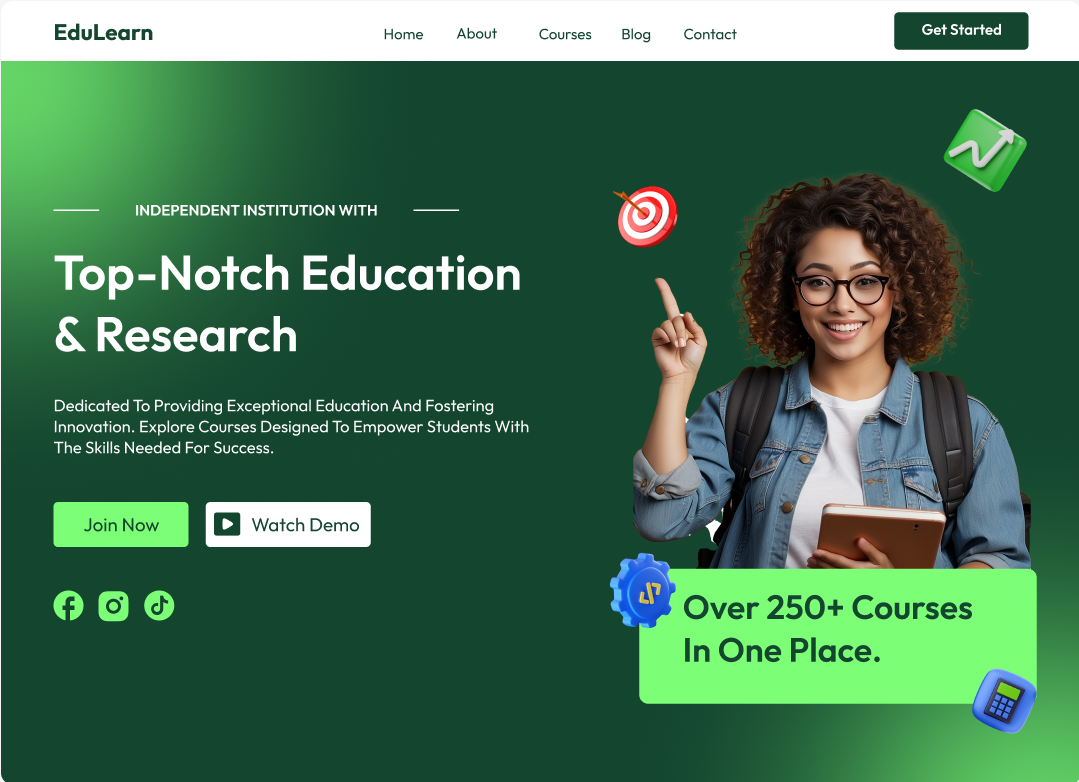 EduLearn
Home
About
Courses
Blog
Contact
Get Started
INDEPENDENT INSTITUTION WITH
Top-Notch Education
& Research
Dedicated To Providing Exceptional Education And Fostering
Innovation. Explore Courses Designed To Empower Students With
The Skills Needed For Success.
Join Now
Watch Demo
Over 250+ Courses
In One Place.